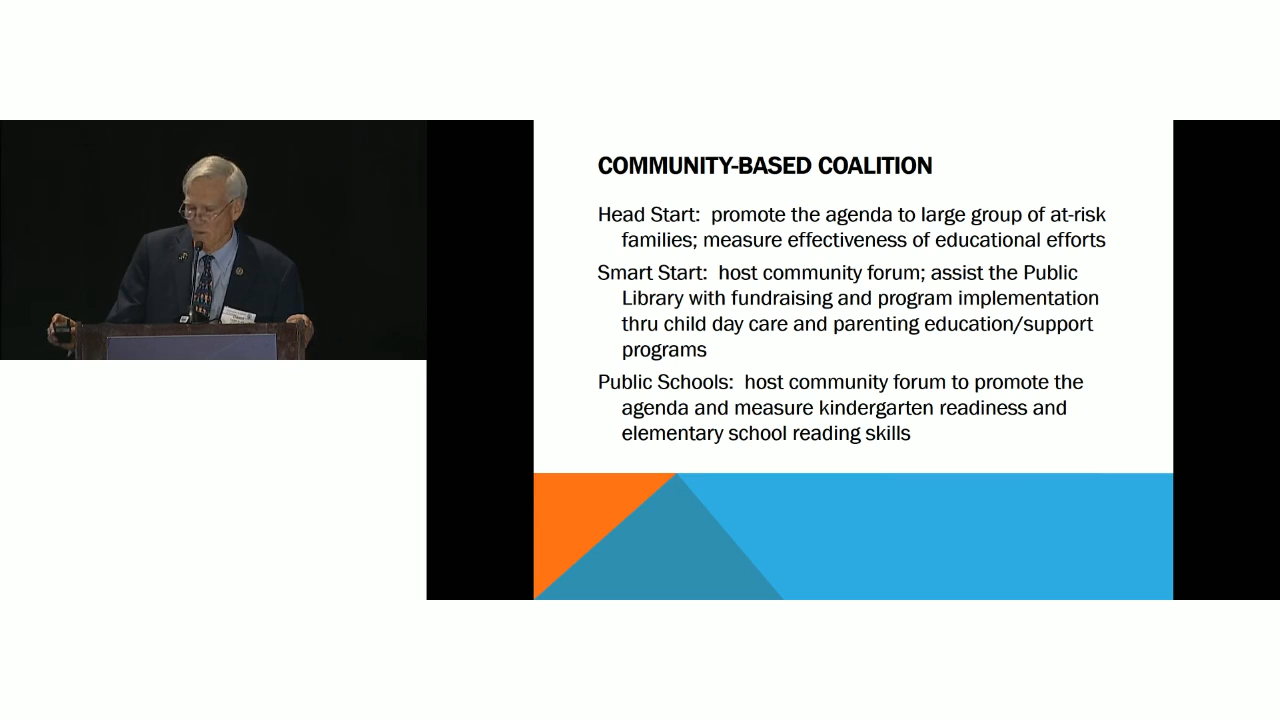 COMMUNITY-BASED COALITION
Head Start: promote the agenda to large group of at-risk
families; measure effectiveness of educational efforts
Smart Start: host community forum; assist the Public
Library with fundraising and program implementation
thru child day care and parenting education/support
programs
Public Schools: host community forum to promote the
agenda and measure kindergarten readiness and
elementary school reading skills